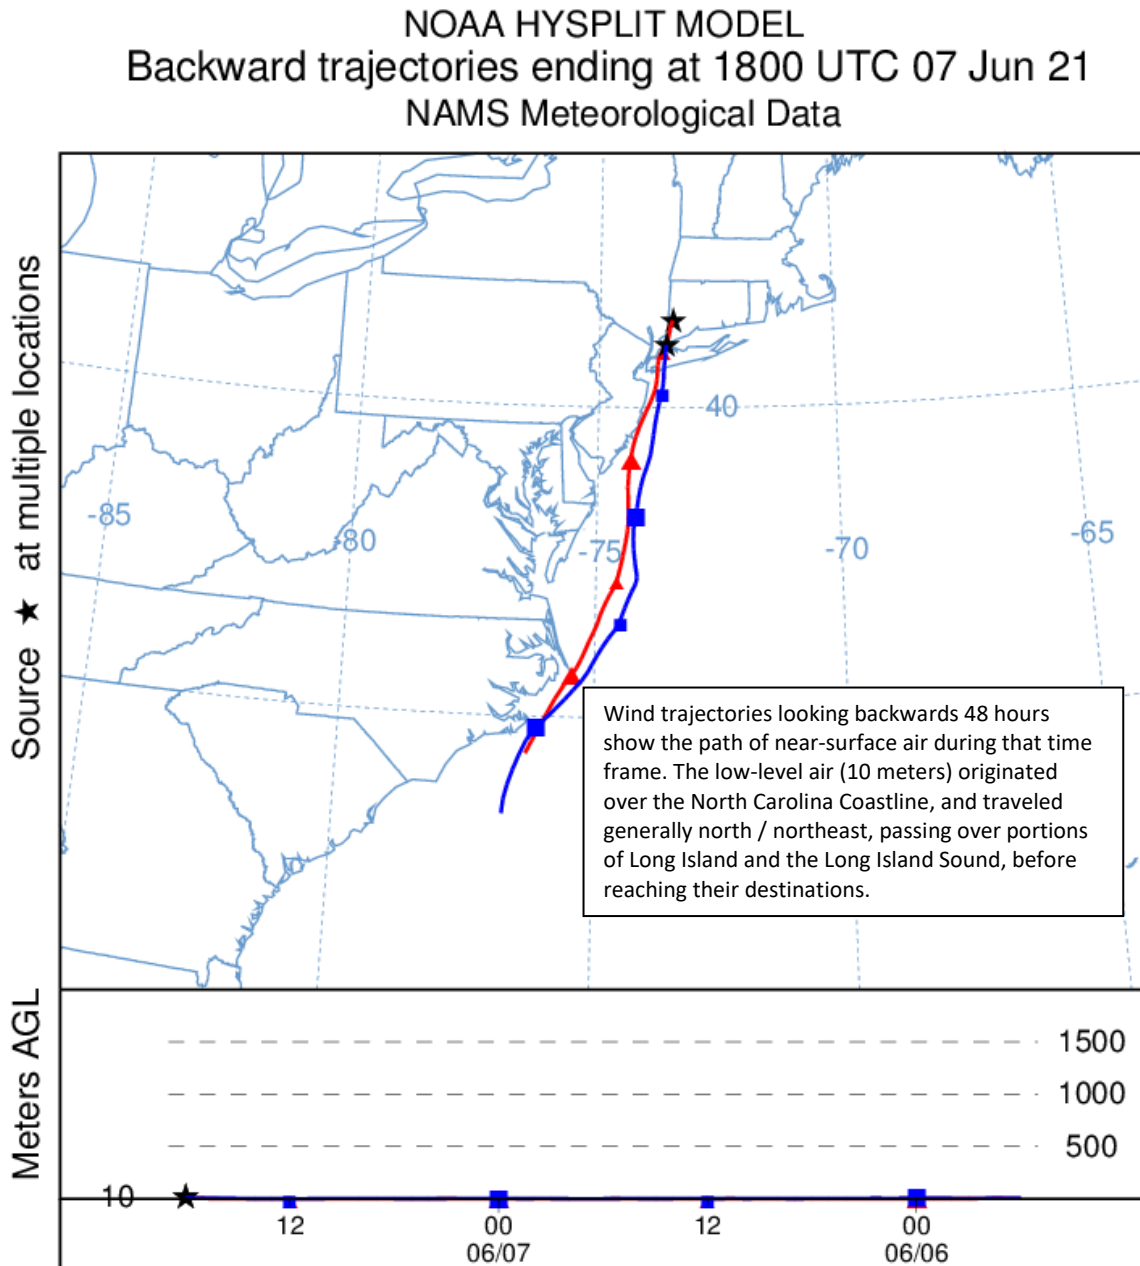 NOAA HYSPLIT MODEL
Backward trajectories ending at 1800 UTC 07 Jun 21
NAMS Meteorological Data
Source ★ at multiple locations
40
-85
80
-75
-70
-65
Wind trajectories looking backwards 48 hours
show the path of near-surface air during that time
frame. The low-level air (10 meters) originated
over the North Carolina Coastline, and traveled
generally north / northeast, passing over portions
of Long Island and the Long Island Sound, before
reaching their destinations.
Meters AGL
1500
1000
500
10
12 00 12 00
06/07 06/06